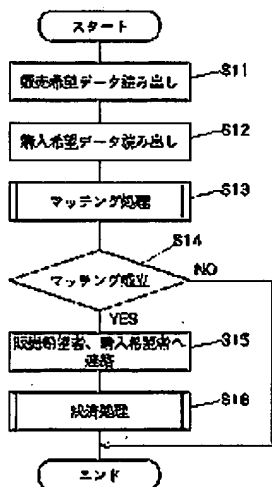 スタート
販売希望データ読み出し
S11
購入希望データ読み出し
S12
マッチング処理
S13
S14
マッチング成立
NO
YES
販売希望者、購入希望者へ
連絡
S15
決済処理
S16
エンド